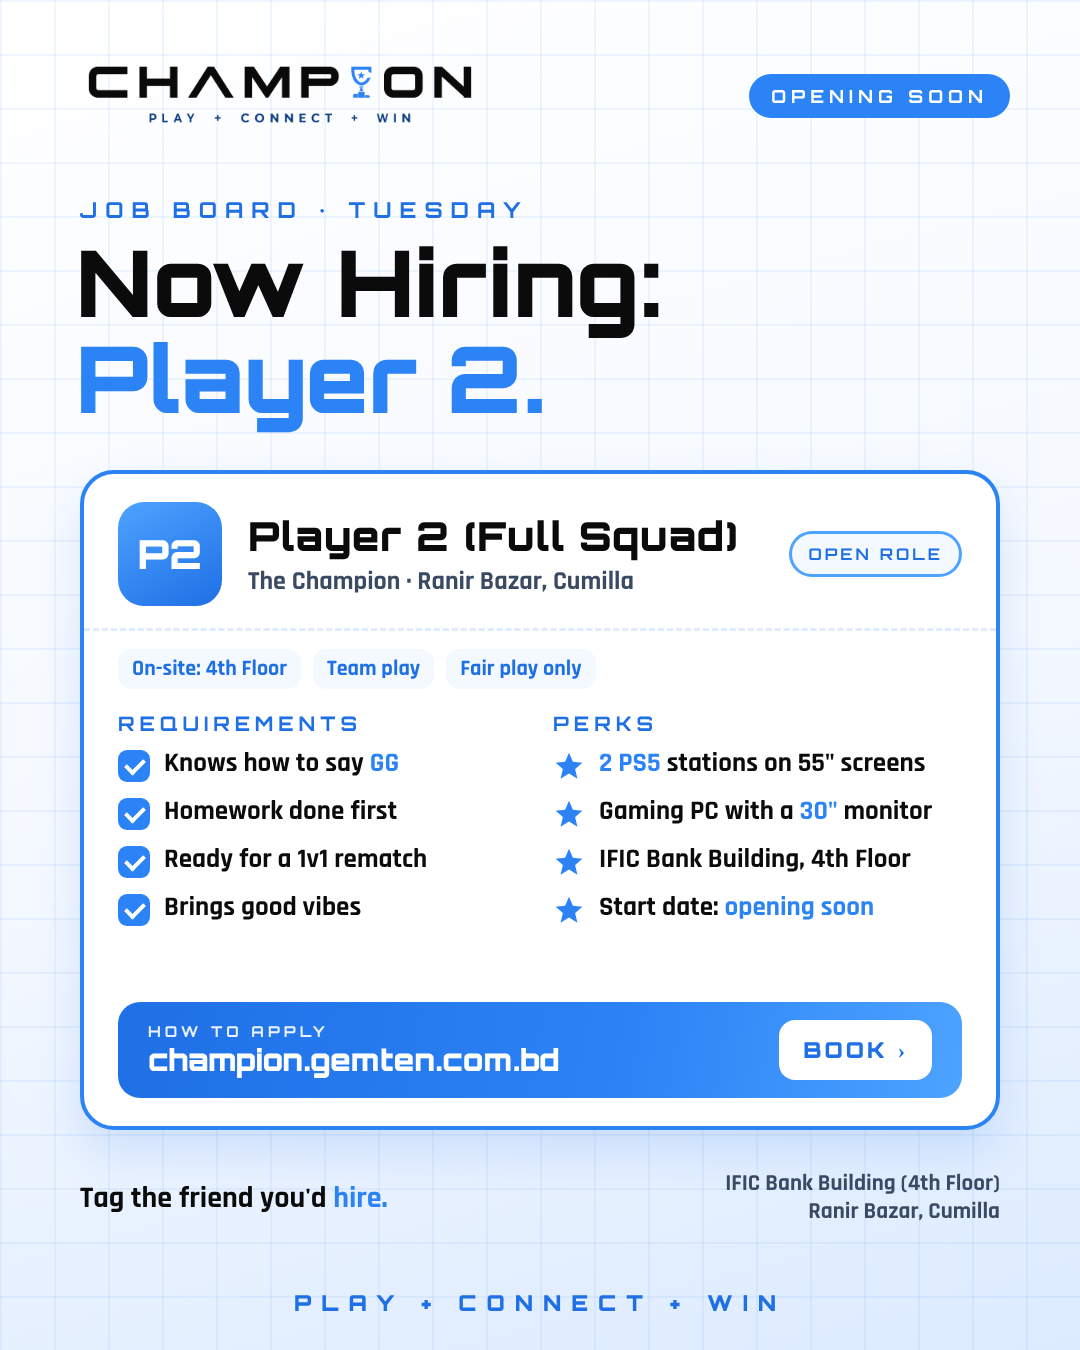 CHAMPION
PLAY + CONNECT + WIN
OPENING SOON
JOB BOARD · TUESDAY
Now Hiring:
Player 2.
P2
Player 2 (Full Squad)
The Champion · Ranir Bazar, Cumilla
OPEN ROLE
On-site: 4th Floor
Team play
Fair play only
REQUIREMENTS
Knows how to say GG
Homework done first
Ready for a 1v1 rematch
Brings good vibes
PERKS
2 PS5 stations on 55" screens
Gaming PC with a 30" monitor
IFIC Bank Building, 4th Floor
Start date: opening soon
HOW TO APPLY
champion.gemten.com.bd
BOOK ›
Tag the friend you'd hire.
IFIC Bank Building (4th Floor)
Ranir Bazar, Cumilla
PLAY + CONNECT + WIN